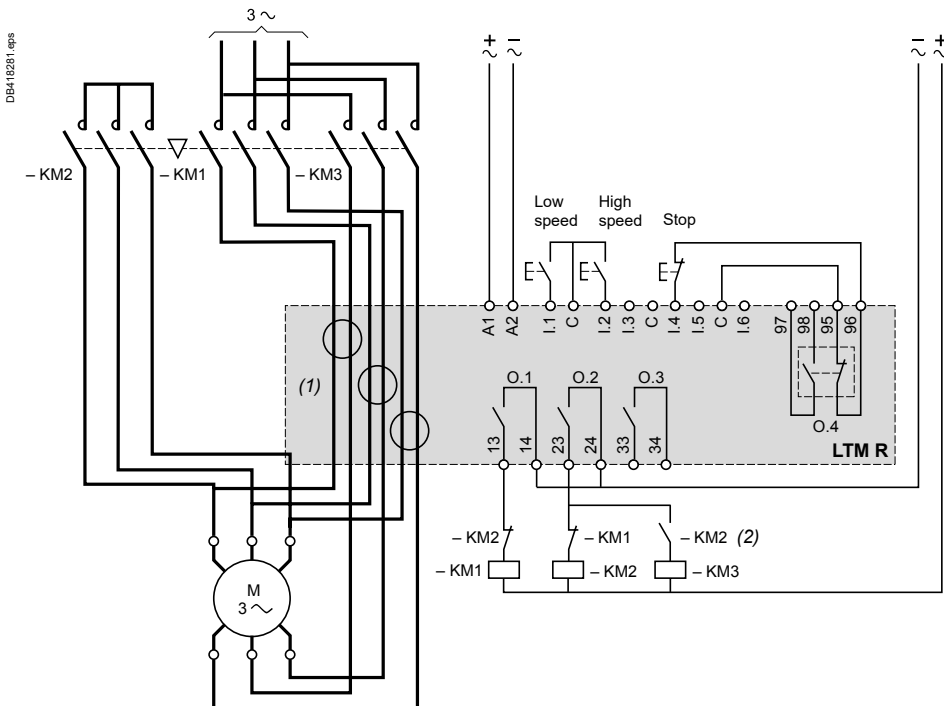 DB418281.eps
3 ∼
+ − − +
∼ ∼ ∼ ∼
– KM2
– KM1
– KM3
Low speed
High speed
Stop
A1
A2
I.1
C
I.2
I.3
C
I.4
I.5
C
I.6
97
98
95
96
(1)
O.1
O.2
O.3
O.4
13
14
23
24
33
34
LTM R
– KM2
– KM1
– KM2 (2)
– KM1
– KM2
– KM3
M
3 ∼